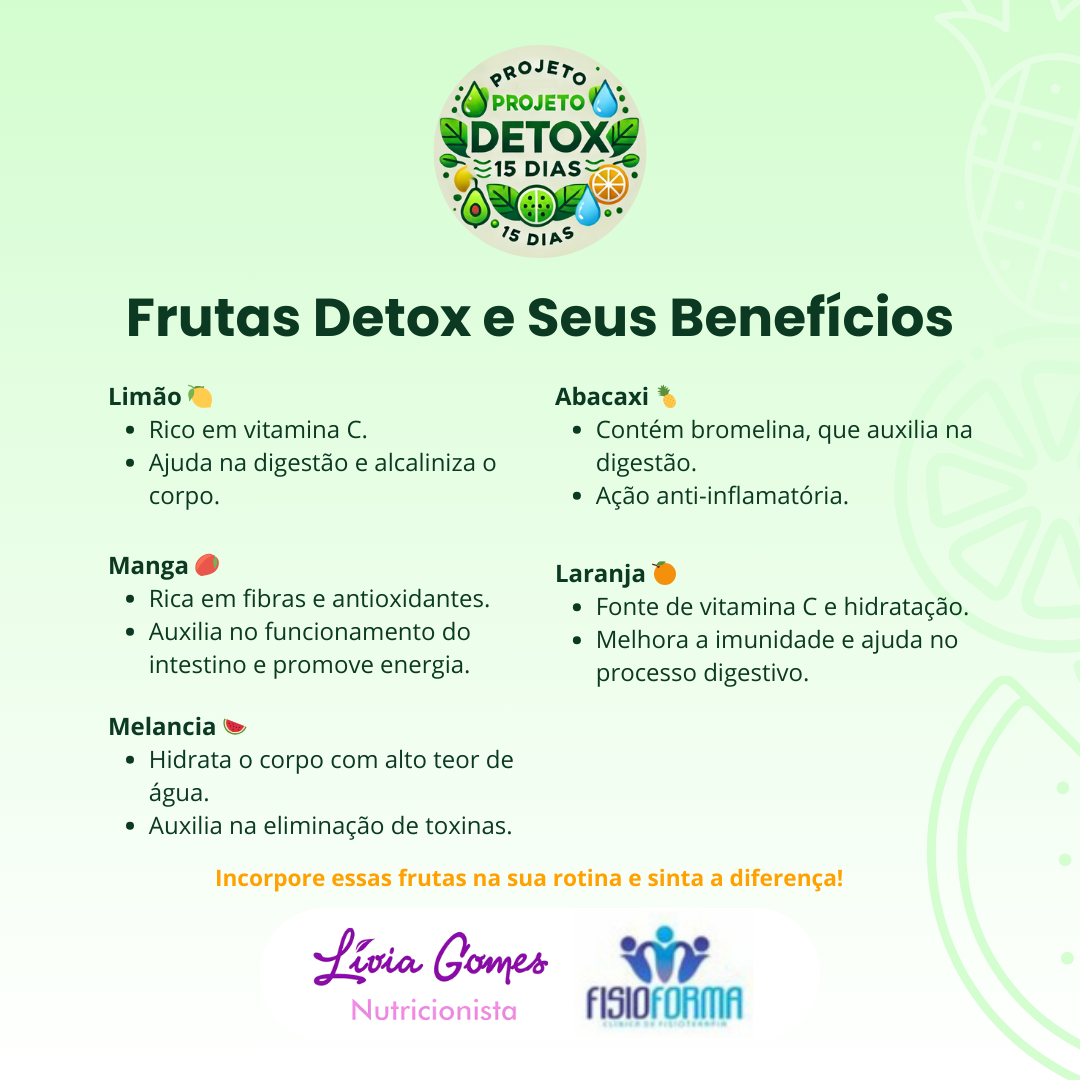 PROJETO
PROJETO
DETOX
15 DIAS
15 DIAS
Frutas Detox e Seus Benefícios
Limão 🍋
• Rico em vitamina C.
• Ajuda na digestão e alcaliniza o
corpo.
Manga 🥭
• Rica em fibras e antioxidantes.
• Auxilia no funcionamento do
intestino e promove energia.
Melancia 🍉
• Hidrata o corpo com alto teor de
água.
• Auxilia na eliminação de toxinas.
Abacaxi 🍍
• Contém bromelina, que auxilia na
digestão.
• Ação anti-inflamatória.
Laranja 🍊
• Fonte de vitamina C e hidratação.
• Melhora a imunidade e ajuda no
processo digestivo.
Incorpore essas frutas na sua rotina e sinta a diferença!
Lívia Gomes
Nutricionista
FISIOFORMA
CLÍNICA DE FISIOTERAPIA